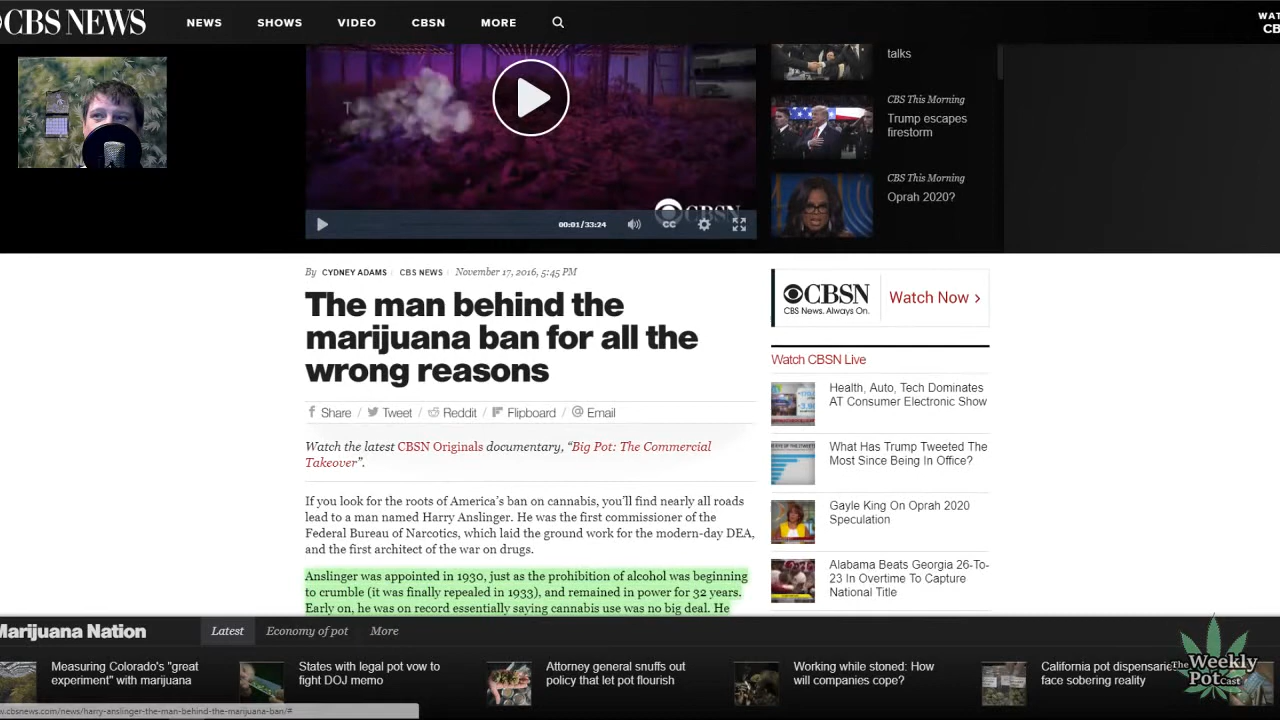 CBS NEWS
NEWS
SHOWS
VIDEO
CBSN
MORE
WAT
CB
talks
CBS This Morning
Trump escapes
firestorm
CBS This Morning
Oprah 2020?
CBSN
00:01/33:24
CC
By CYDNEY ADAMS CBS NEWS November 17, 2016, 5:45 PM
The man behind the
marijuana ban for all the
wrong reasons
Share / Tweet / Reddit / Flipboard / Email
Watch the latest CBSN Originals documentary, “Big Pot: The Commercial
Takeover”.
If you look for the roots of America’s ban on cannabis, you’ll find nearly all roads
lead to a man named Harry Anslinger. He was the first commissioner of the
Federal Bureau of Narcotics, which laid the ground work for the modern-day DEA,
and the first architect of the war on drugs.
Anslinger was appointed in 1930, just as the prohibition of alcohol was beginning
to crumble (it was finally repealed in 1933), and remained in power for 32 years.
Early on, he was on record essentially saying cannabis use was no big deal. He
CBSN
CBS News. Always On.
Watch Now >
Watch CBSN Live
Health, Auto, Tech Dominates
AT Consumer Electronic Show
What Has Trump Tweeted The
Most Since Being In Office?
Gayle King On Oprah 2020
Speculation
Alabama Beats Georgia 26-To-
23 In Overtime To Capture
National Title
Marijuana Nation
Latest
Economy of pot
More
Measuring Colorado's "great
experiment" with marijuana
States with legal pot vow to
fight DOJ memo
Attorney general snuffs out
policy that let pot flourish
Working while stoned: How
will companies cope?
California pot dispensarie
face sobering reality
The Weekly
Potcast
w.cbsnews.com/news/harry-anslinger-the-man-behind-the-marijuana-ban/#